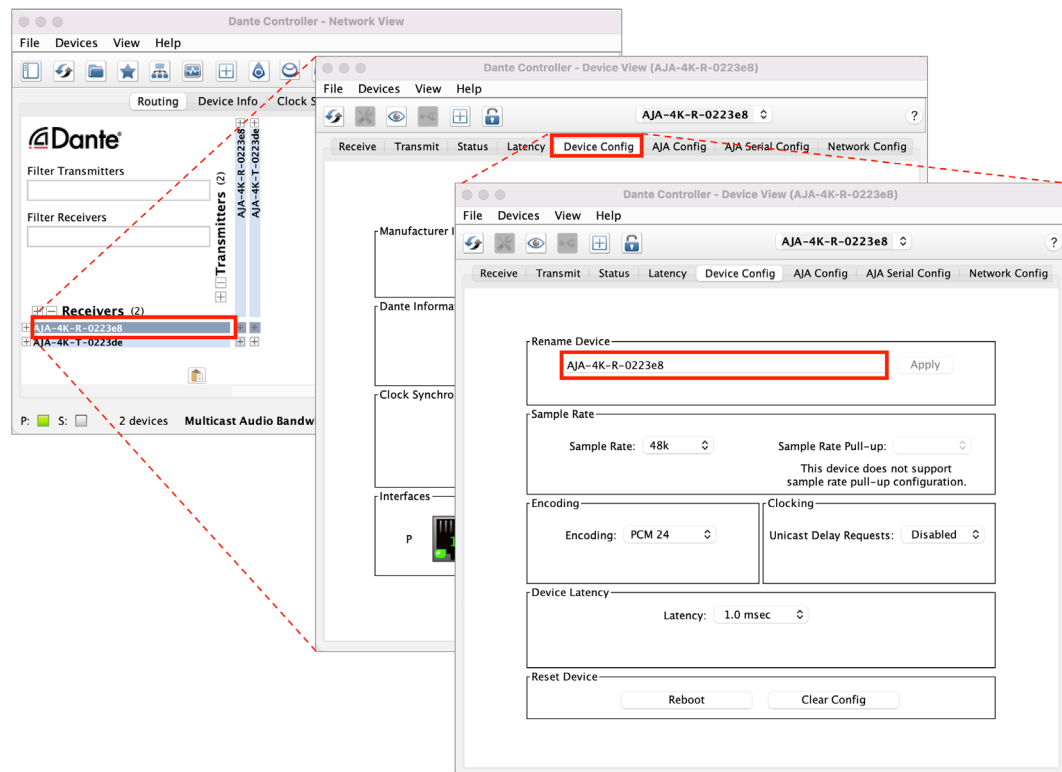 Dante Controller - Network View
File Devices View Help
Routing Device Info Clock S
Dante®
Filter Transmitters
Filter Receivers
Transmitters (2)
AJA-4K-R-0223e8
AJA-4K-T-0223de
Receivers (2)
AJA-4K-R-0223e8
AJA-4K-T-0223de
P: S: 2 devices Multicast Audio Bandw
Dante Controller - Device View (AJA-4K-R-0223e8)
File Devices View Help
AJA-4K-R-0223e8 ?
Receive Transmit Status Latency Device Config AJA Config AJA Serial Config Network Config
Manufacturer I
Dante Informa
Clock Synchro
Interfaces
P
Dante Controller - Device View (AJA-4K-R-0223e8)
File Devices View Help
AJA-4K-R-0223e8 ?
Receive Transmit Status Latency Device Config AJA Config AJA Serial Config Network Config
Rename Device
AJA-4K-R-0223e8 Apply
Sample Rate
Sample Rate: 48k Sample Rate Pull-up:
This device does not support
sample rate pull-up configuration.
Encoding Clocking
Encoding: PCM 24 Unicast Delay Requests: Disabled
Device Latency
Latency: 1.0 msec
Reset Device
Reboot Clear Config